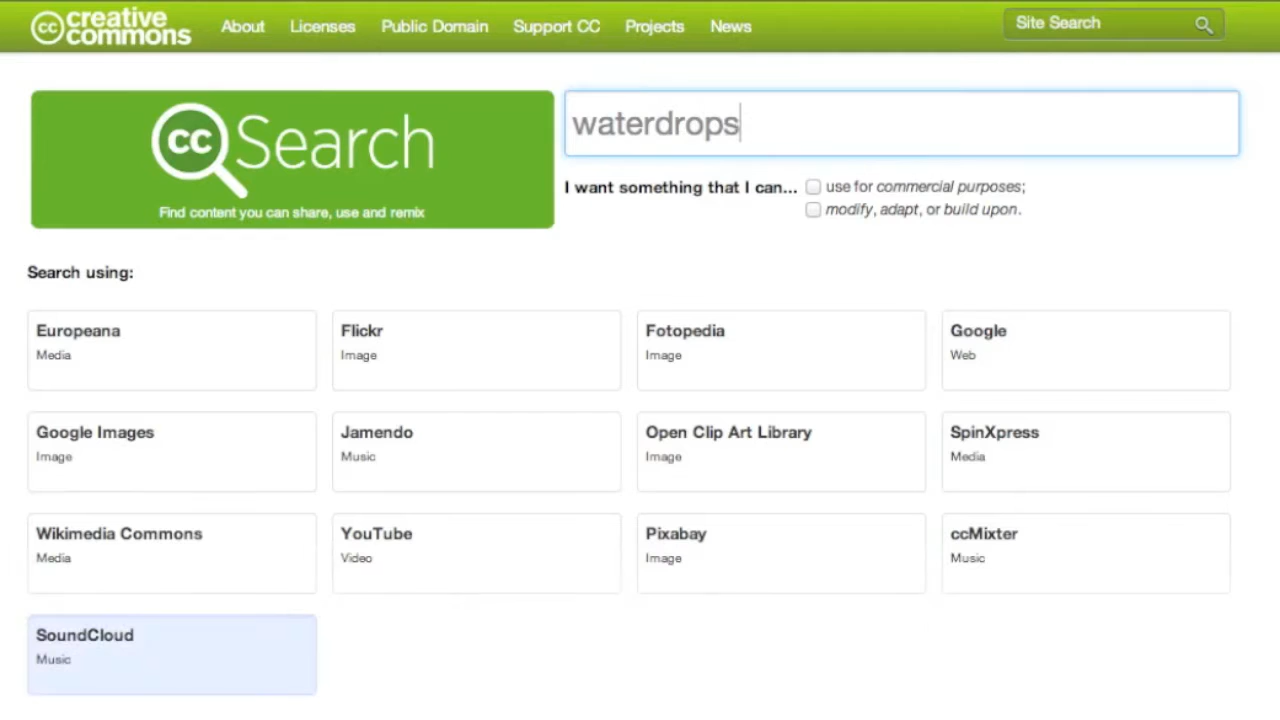 creative
commons
About Licenses Public Domain Support CC Projects News
Site Search
cc Search
Find content you can share, use and remix
waterdrops
I want something that I can... use for commercial purposes;
modify, adapt, or build upon.
Search using:
Europeana
Media
Flickr
Image
Fotopedia
Image
Google
Web
Google Images
Image
Jamendo
Music
Open Clip Art Library
Image
SpinXpress
Media
Wikimedia Commons
Media
YouTube
Video
Pixabay
Image
ccMixter
Music
SoundCloud
Music